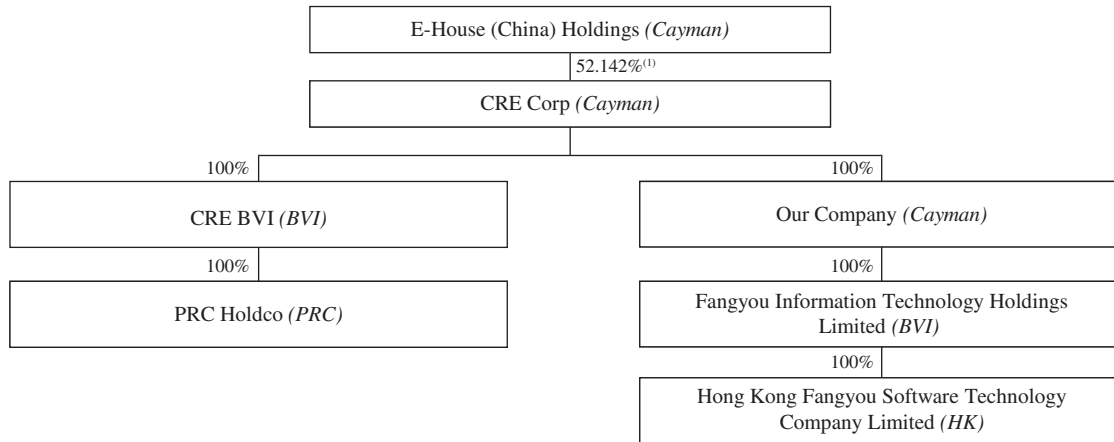 E-House (China) Holdings (Cayman)
52.142%(1)
CRE Corp (Cayman)
100%
100%
CRE BVI (BVI)
Our Company (Cayman)
100%
100%
PRC Holdco (PRC)
Fangyou Information Technology Holdings
Limited (BVI)
100%
Hong Kong Fangyou Software Technology
Company Limited (HK)